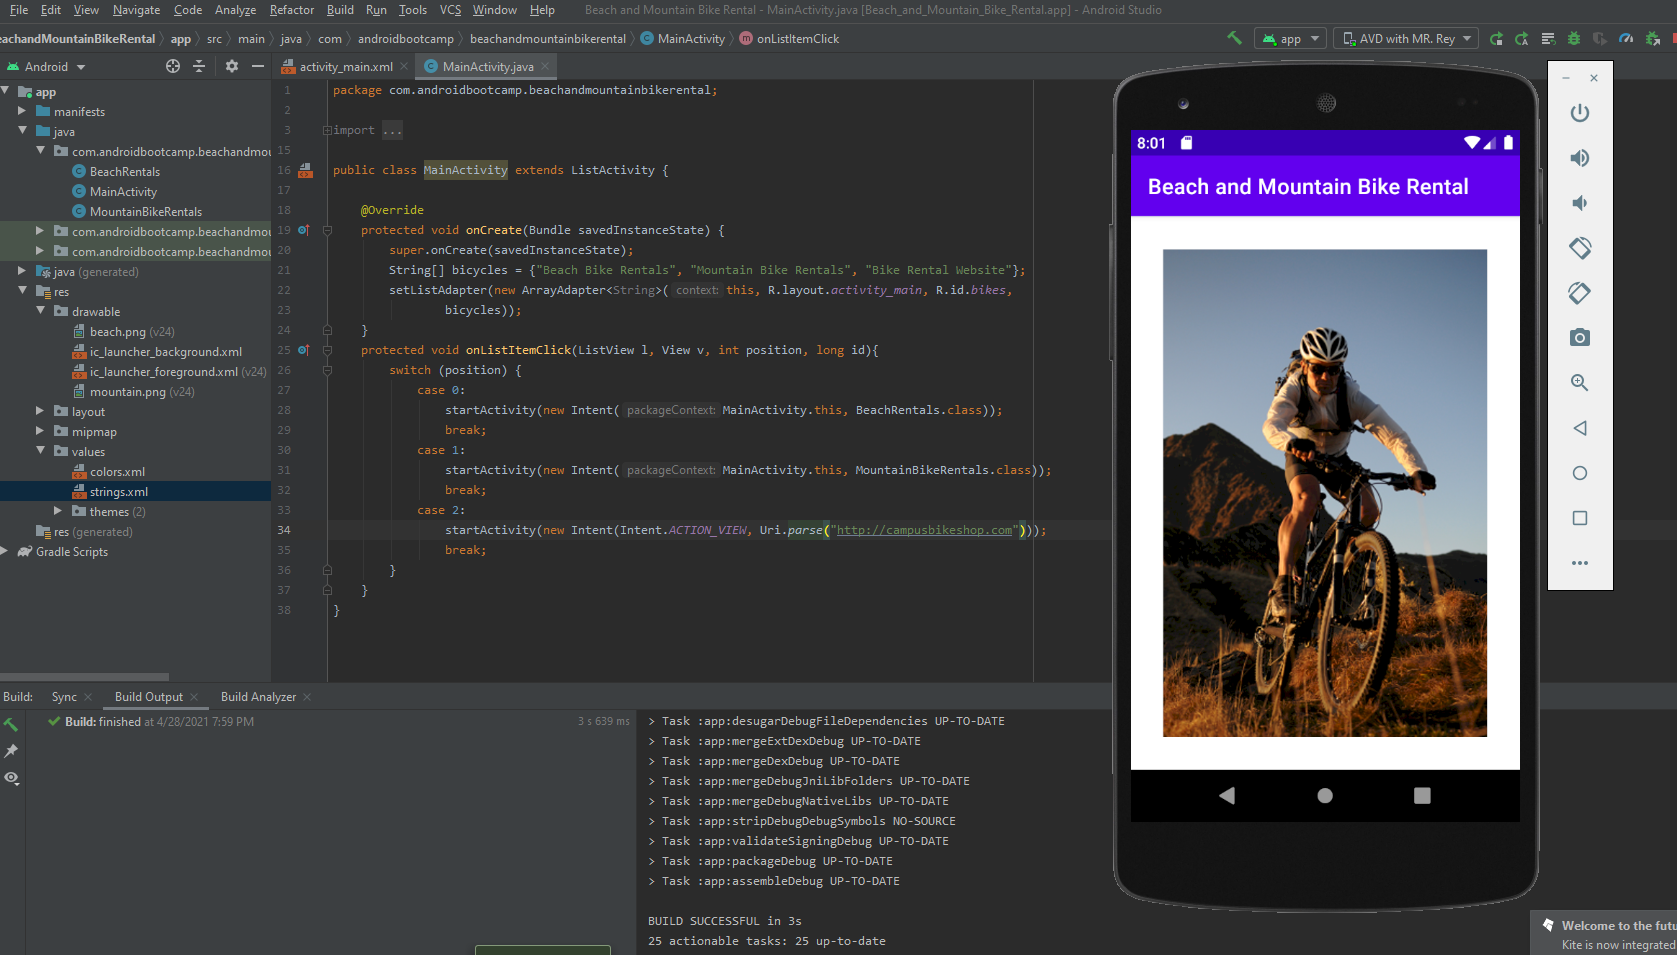 File Edit View Navigate Code Analyze Refactor Build Run Tools VCS Window Help Beach and Mountain Bike Rental - MainActivity.java [Beach_and_Mountain_Bike_Rental.app] - Android Studio
eachandMountainBikeRental app src main java com androidbootcamp beachandmountainbikerental MainActivity onListItemClick app AVD with MR. Rey
Android activity_main.xml MainActivity.java
app
manifests
java
com.androidbootcamp.beachandmou
BeachRentals
MainActivity
MountainBikeRentals
com.androidbootcamp.beachandmou
com.androidbootcamp.beachandmou
java (generated)
res
drawable
beach.png (v24)
ic_launcher_background.xml
ic_launcher_foreground.xml (v24)
mountain.png (v24)
layout
mipmap
values
colors.xml
strings.xml
themes (2)
res (generated)
Gradle Scripts
1 package com.androidbootcamp.beachandmountainbikerental;
2
3 import ...
15
16 public class MainActivity extends ListActivity {
17
18 @Override
19 protected void onCreate(Bundle savedInstanceState) {
20 super.onCreate(savedInstanceState);
21 String[] bicycles = {"Beach Bike Rentals", "Mountain Bike Rentals", "Bike Rental Website"};
22 setListAdapter(new ArrayAdapter<String>( context: this, R.layout.activity_main, R.id.bikes,
23 bicycles));
24 }
25 protected void onListItemClick(ListView l, View v, int position, long id){
26 switch (position) {
27 case 0:
28 startActivity(new Intent( packageContext: MainActivity.this, BeachRentals.class));
29 break;
30 case 1:
31 startActivity(new Intent( packageContext: MainActivity.this, MountainBikeRentals.class));
32 break;
33 case 2:
34 startActivity(new Intent(Intent.ACTION_VIEW, Uri.parse("http://campusbikeshop.com")));
35 break;
36 }
37 }
38 }
8:01
Beach and Mountain Bike Rental
Build: Sync Build Output Build Analyzer
Build: finished at 4/28/2021 7:59 PM 3 s 639 ms
> Task :app:desugarDebugFileDependencies UP-TO-DATE
> Task :app:mergeExtDexDebug UP-TO-DATE
> Task :app:mergeDexDebug UP-TO-DATE
> Task :app:mergeDebugJniLibFolders UP-TO-DATE
> Task :app:mergeDebugNativeLibs UP-TO-DATE
> Task :app:stripDebugDebugSymbols NO-SOURCE
> Task :app:validateSigningDebug UP-TO-DATE
> Task :app:packageDebug UP-TO-DATE
> Task :app:assembleDebug UP-TO-DATE
BUILD SUCCESSFUL in 3s
25 actionable tasks: 25 up-to-date
Welcome to the futu
Kite is now integrated